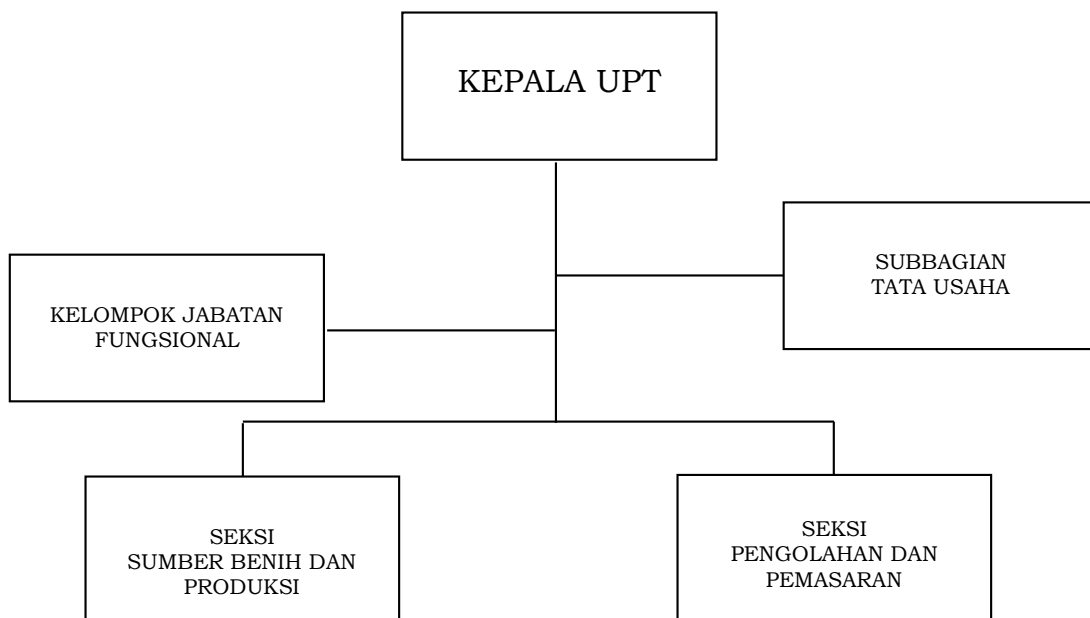 KEPALA UPT
SUBBAGIAN
TATA USAHA
KELOMPOK JABATAN
FUNGSIONAL
SEKSI
SUMBER BENIH DAN
PRODUKSI
SEKSI
PENGOLAHAN DAN
PEMASARAN